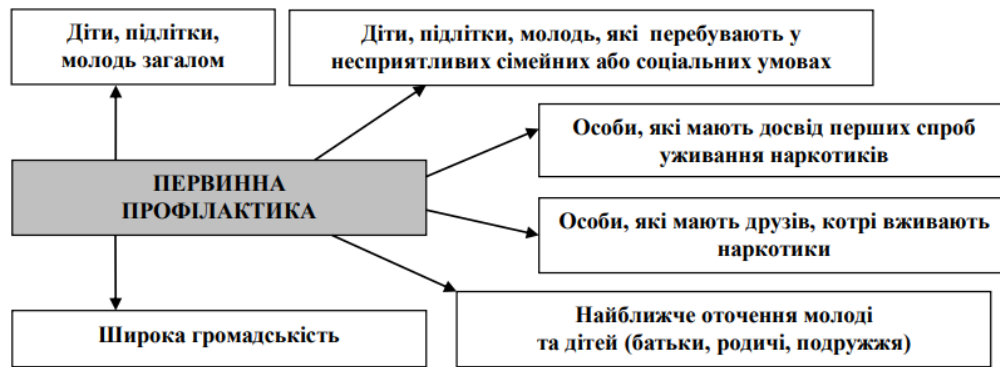 Діти, підлітки,
молодь загалом
Діти, підлітки, молодь, які перебувають у
несприятливих сімейних або соціальних умовах
Особи, які мають досвід перших спроб
уживання наркотиків
ПЕРВИННА
ПРОФІЛАКТИКА
Особи, які мають друзів, котрі вживають
наркотики
Широка громадськість
Найближче оточення молоді
та дітей (батьки, родичі, подружжя)